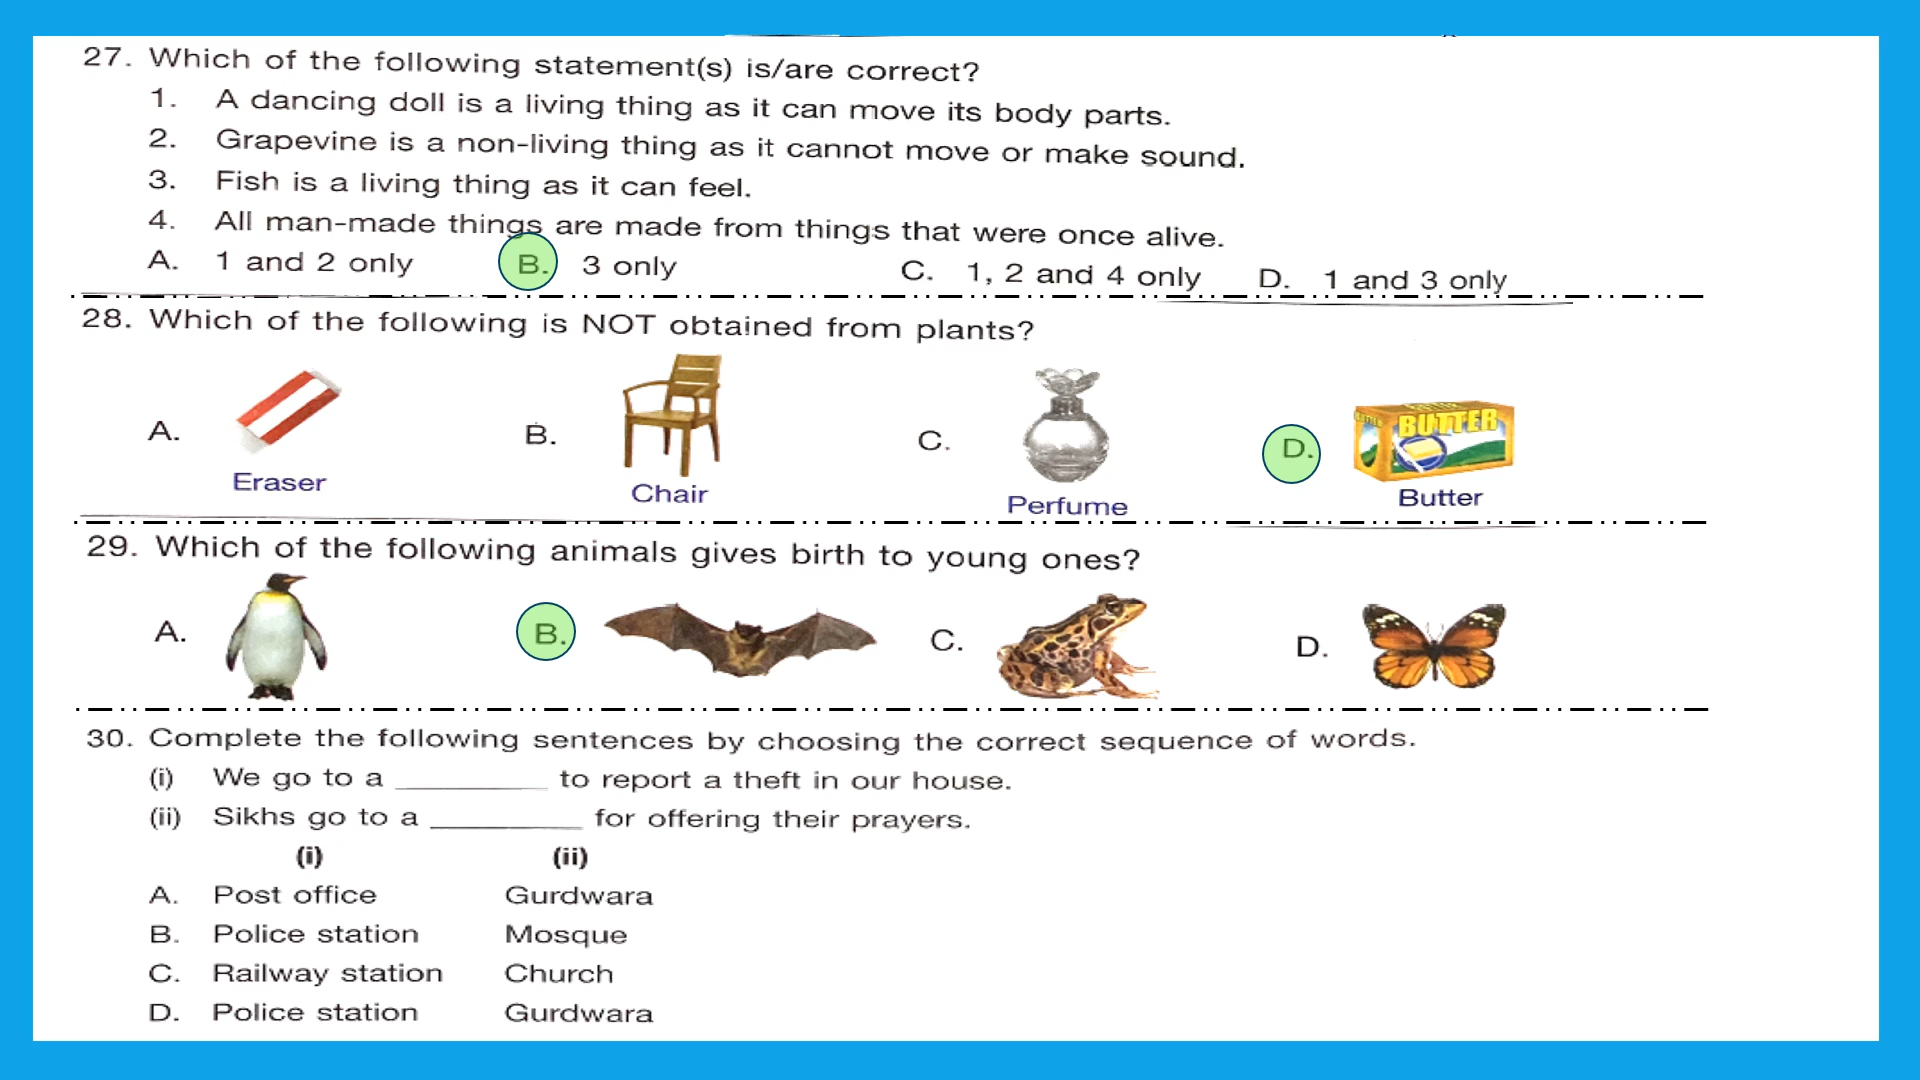 27. Which of the following statement(s) is/are correct?
1. A dancing doll is a living thing as it can move its body parts.
2. Grapevine is a non-living thing as it cannot move or make sound.
3. Fish is a living thing as it can feel.
4. All man-made things are made from things that were once alive.
A. 1 and 2 only B. 3 only C. 1, 2 and 4 only D. 1 and 3 only
28. Which of the following is NOT obtained from plants?
A. B. C. D. BUTTER
Eraser Chair Perfume Butter
29. Which of the following animals gives birth to young ones?
A. B. C. D.
30. Complete the following sentences by choosing the correct sequence of words.
(i) We go to a __________ to report a theft in our house.
(ii) Sikhs go to a __________ for offering their prayers.
(i) (ii)
A. Post office Gurdwara
B. Police station Mosque
C. Railway station Church
D. Police station Gurdwara